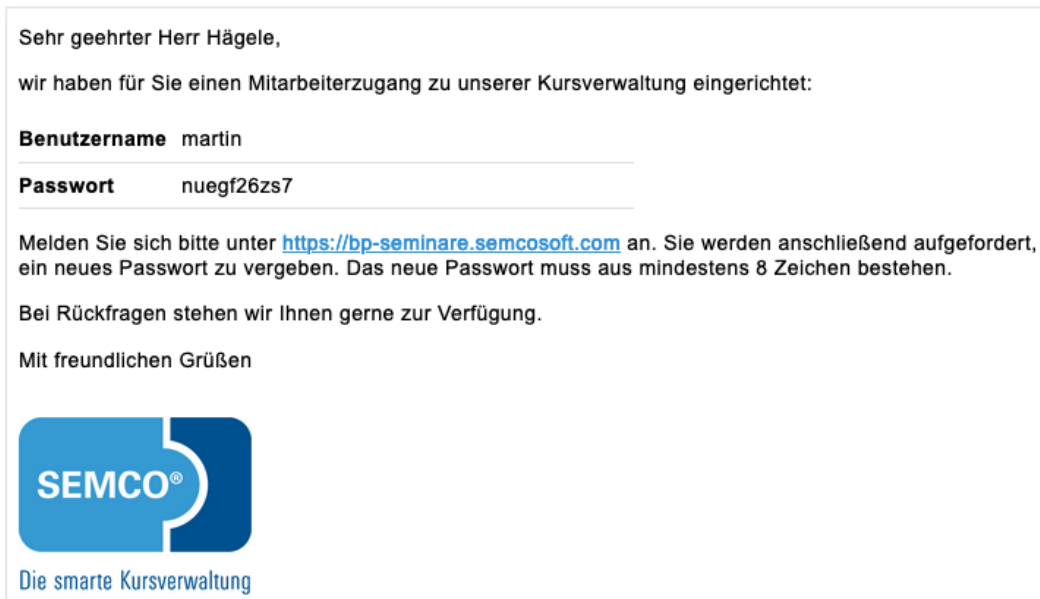 Sehr geehrter Herr Hägele,
wir haben für Sie einen Mitarbeiterzugang zu unserer Kursverwaltung eingerichtet:
Benutzername martin
Passwort nuegf26zs7
Melden Sie sich bitte unter https://bp-seminare.semcosoft.com an. Sie werden anschließend aufgefordert,
ein neues Passwort zu vergeben. Das neue Passwort muss aus mindestens 8 Zeichen bestehen.
Bei Rückfragen stehen wir Ihnen gerne zur Verfügung.
Mit freundlichen Grüßen
SEMCO®
Die smarte Kursverwaltung